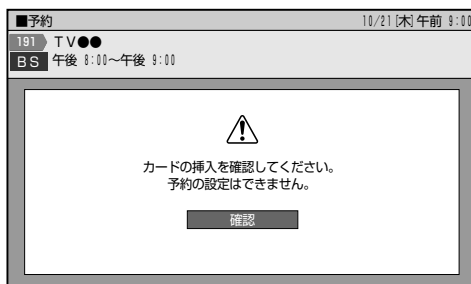 ■予約 10/21[木]午前 9:00
191 TV●●
BS 午後 8:00～午後 9:00
カードの挿入を確認してください。
予約の設定はできません。
確認